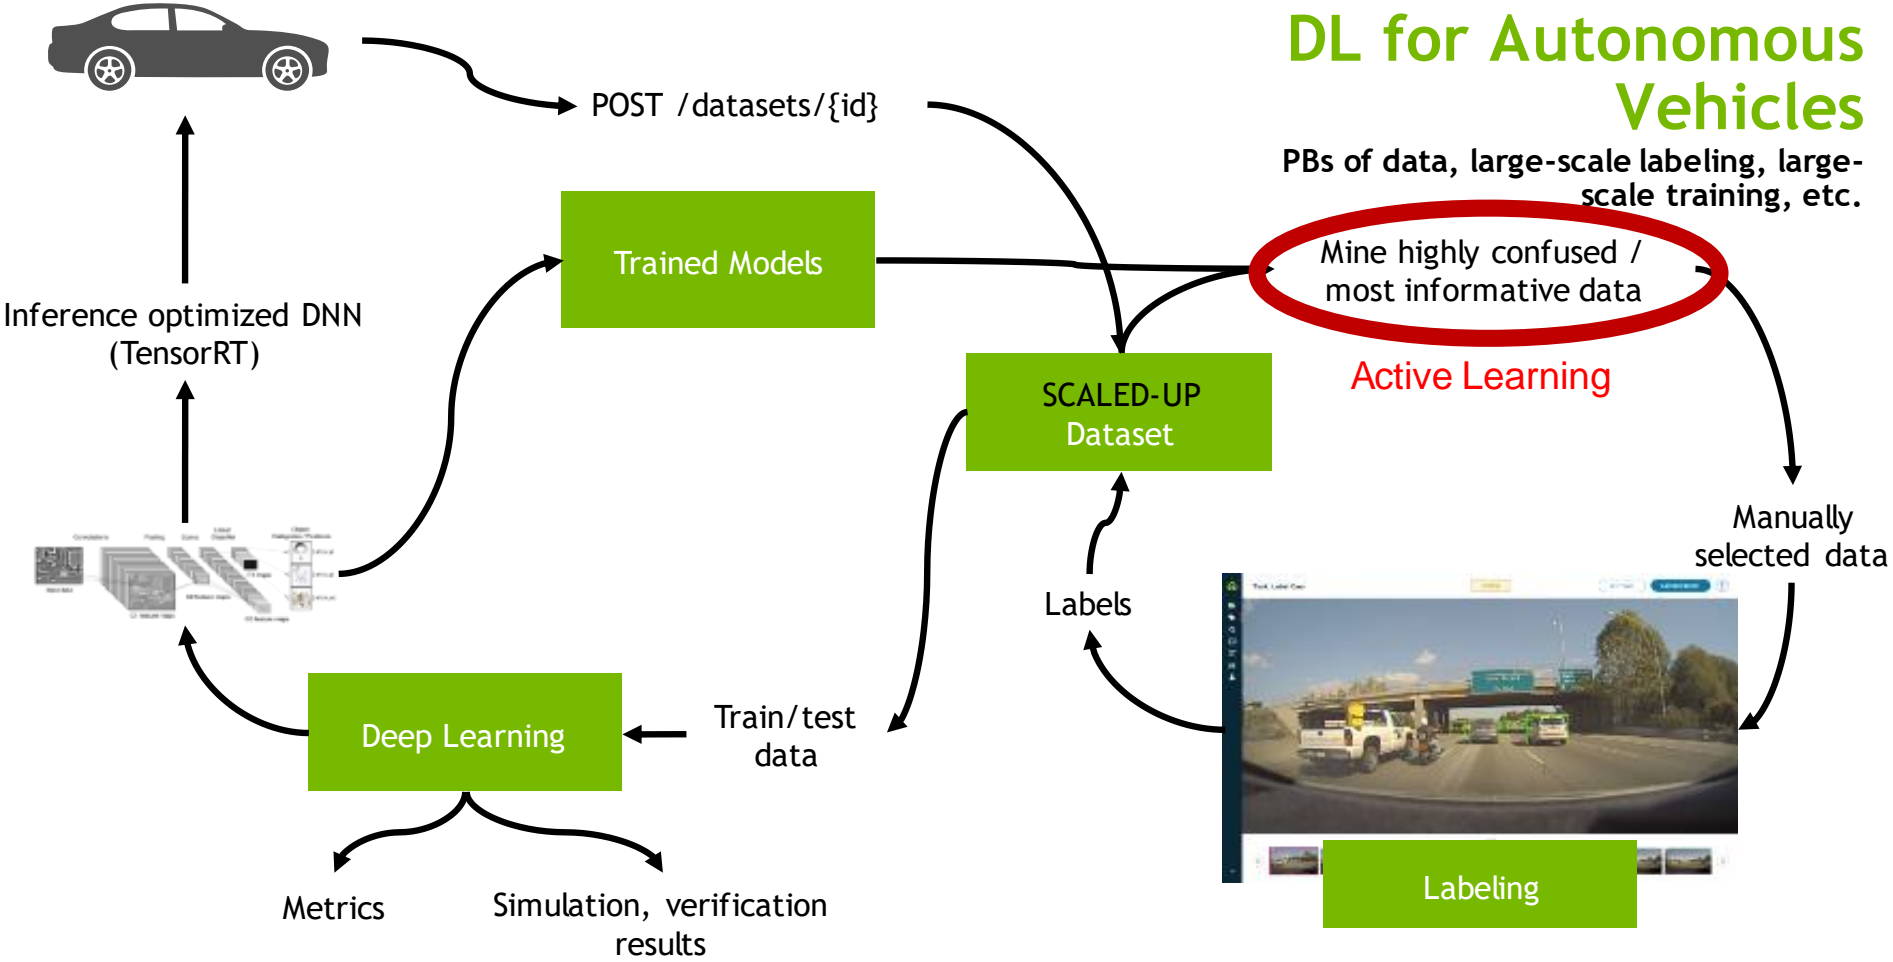 DL for Autonomous
Vehicles
PBs of data, large-scale labeling, large-
scale training, etc.
POST /datasets/{id}
Trained Models
Mine highly confused /
most informative data
Active Learning
Inference optimized DNN
(TensorRT)
SCALED-UP
Dataset
Manually
selected data
Labels
Train/test
data
Deep Learning
Metrics
Simulation, verification
results
Labeling